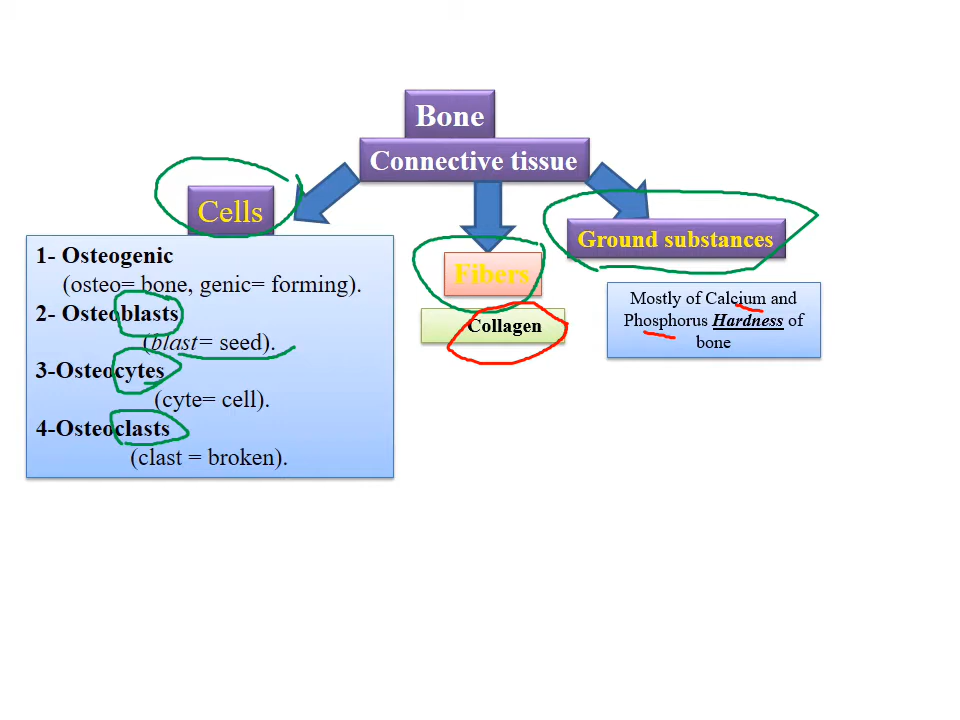 Bone
Connective tissue
Cells
1- Osteogenic
(osteo= bone, genic= forming).
2- Osteoblasts
(blast= seed).
3-Osteocytes
(cyte= cell).
4-Osteoclasts
(clast = broken).
Fibers
Collagen
Ground substances
Mostly of Calcium and
Phosphorus Hardness of
bone